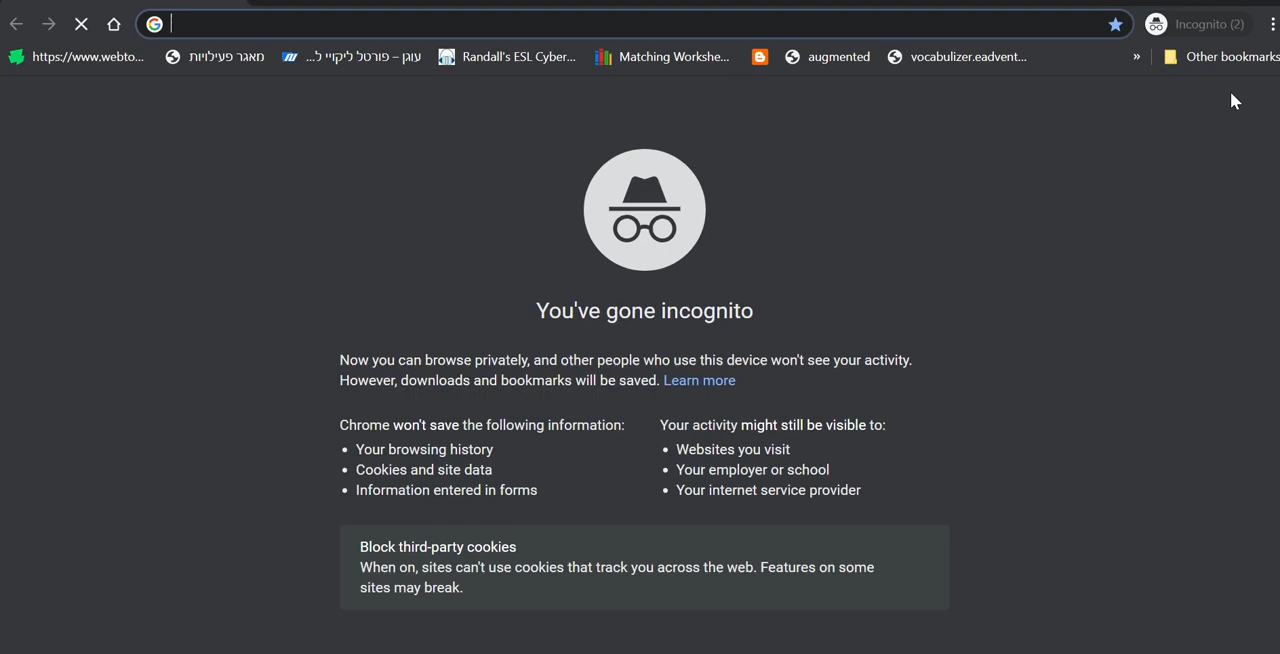 Incognito (2)
https://www.webto... מאגר פעילויות עוגן – פורטל ליקויי ל... Randall's ESL Cyber... Matching Workshe... augmented vocabulizer.eadvent... » Other bookmarks
You've gone incognito
Now you can browse privately, and other people who use this device won't see your activity.
However, downloads and bookmarks will be saved. Learn more
Chrome won't save the following information:
Your browsing history
Cookies and site data
Information entered in forms
Your activity might still be visible to:
Websites you visit
Your employer or school
Your internet service provider
Block third-party cookies
When on, sites can't use cookies that track you across the web. Features on some
sites may break.